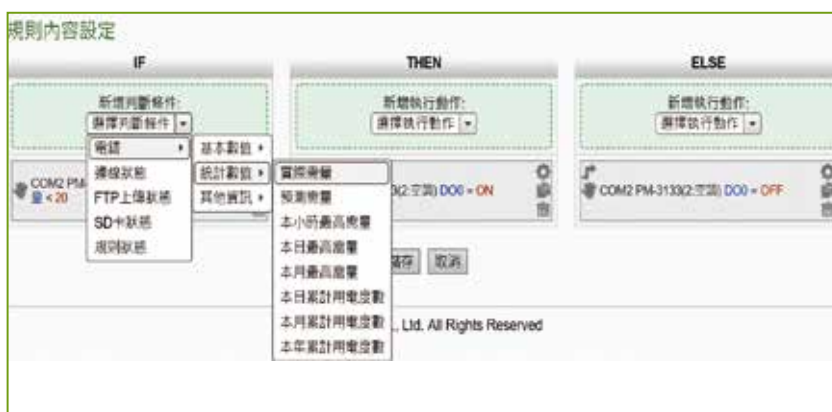 規則內容設定
IF
THEN
ELSE
新增判斷條件:
選擇判斷條件
新增執行動作:
選擇執行動作
新增執行動作:
選擇執行動作
電錶
連線狀態
FTP上傳狀態
SD卡狀態
規則狀態
基本數值
統計數值
其他資訊
實際需量
預測需量
本小時最高需量
本日最高需量
本月最高需量
本日累計用電度數
本月累計用電度數
本年累計用電度數
COM2 PM-
量 < 20
DO0 = ON
COM2 PM-3133(2:空調) DO0 = OFF
儲存
取消
., Ltd. All Rights Reserved